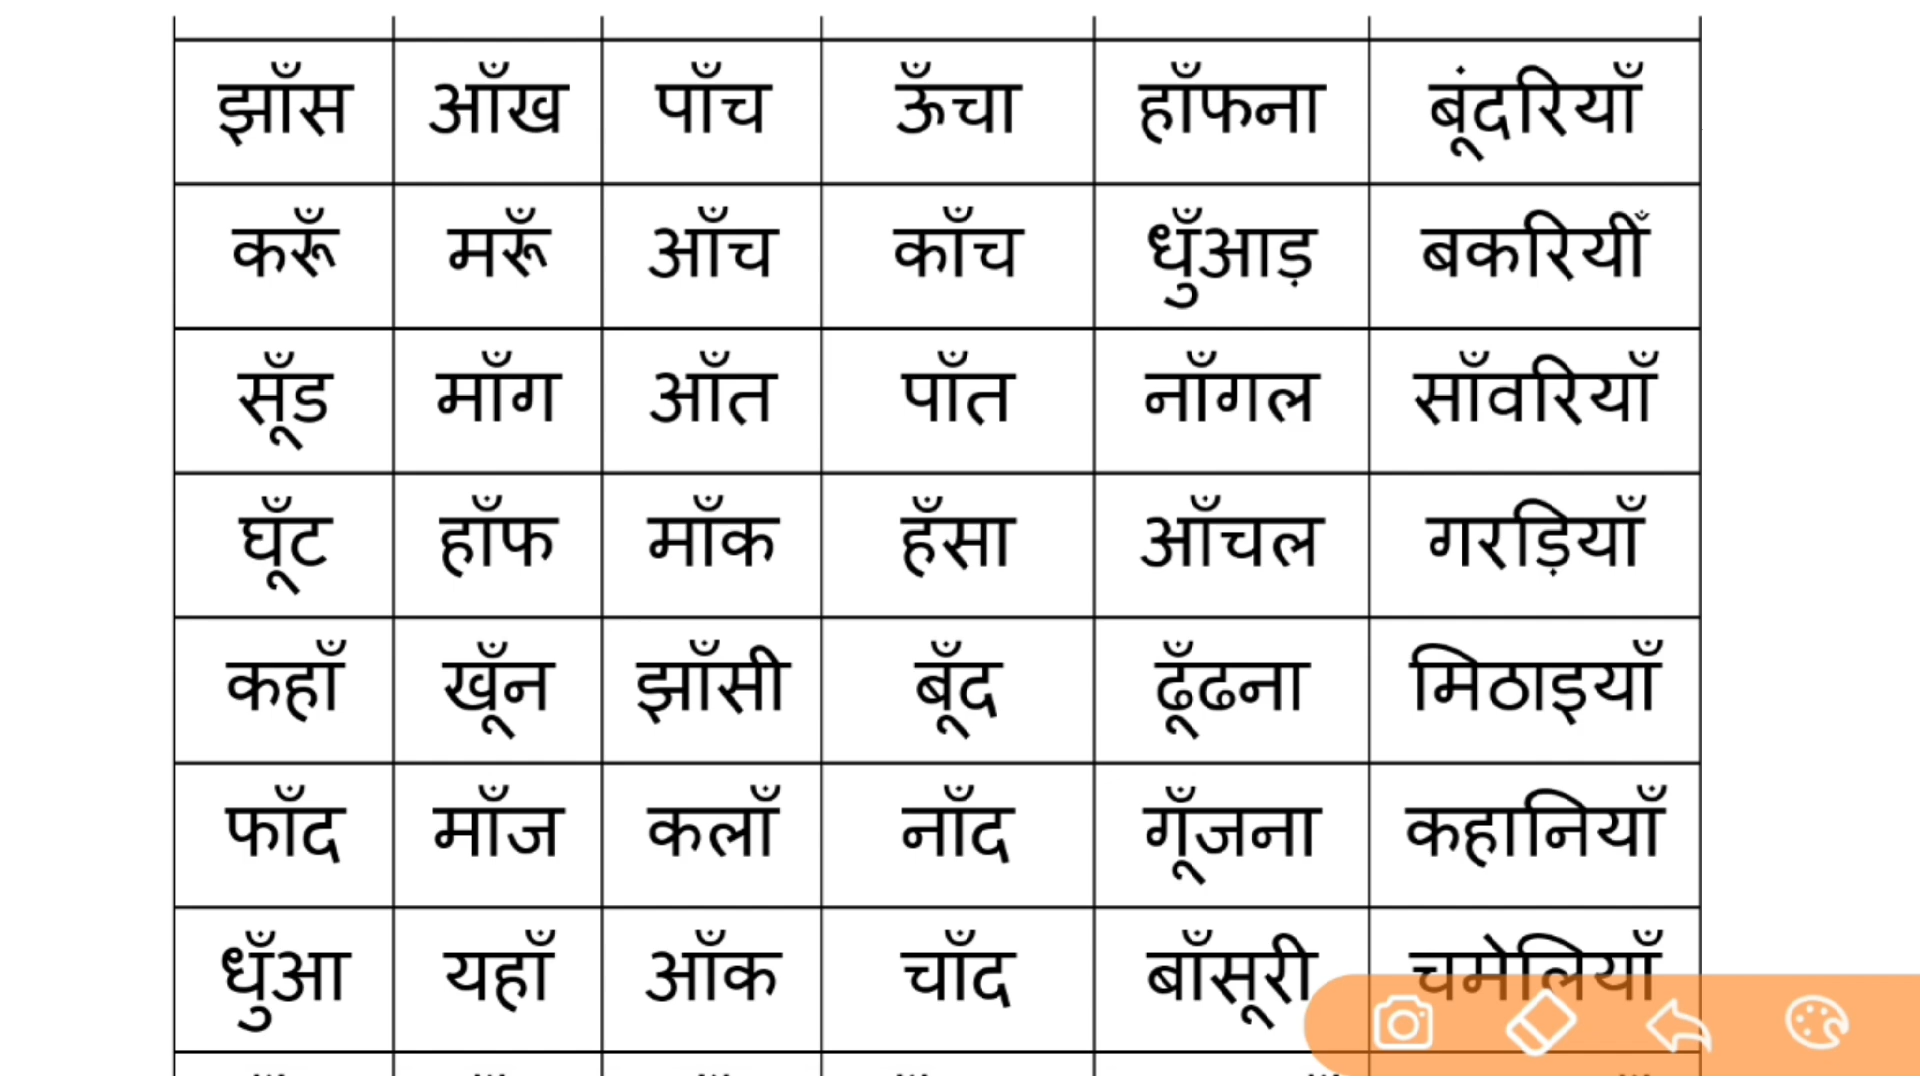 झाँस आँख पाँच ऊँचा हाँफना बूंदरियाँ
करूँ मरूँ आँच काँच धुँआड़ बकरियीँ
सूँड माँग आँत पाँत नाँगल साँवरियाँ
घूँट हाँफ माँक हँसा आँचल गरड़ियाँ
कहाँ खूँन झाँसी बूँद ढूँढना मिठाइयाँ
फाँद माँज कलाँ नाँद गूँजना कहानियाँ
धुँआ यहाँ आँक चाँद बाँसूरी चमेलियाँ